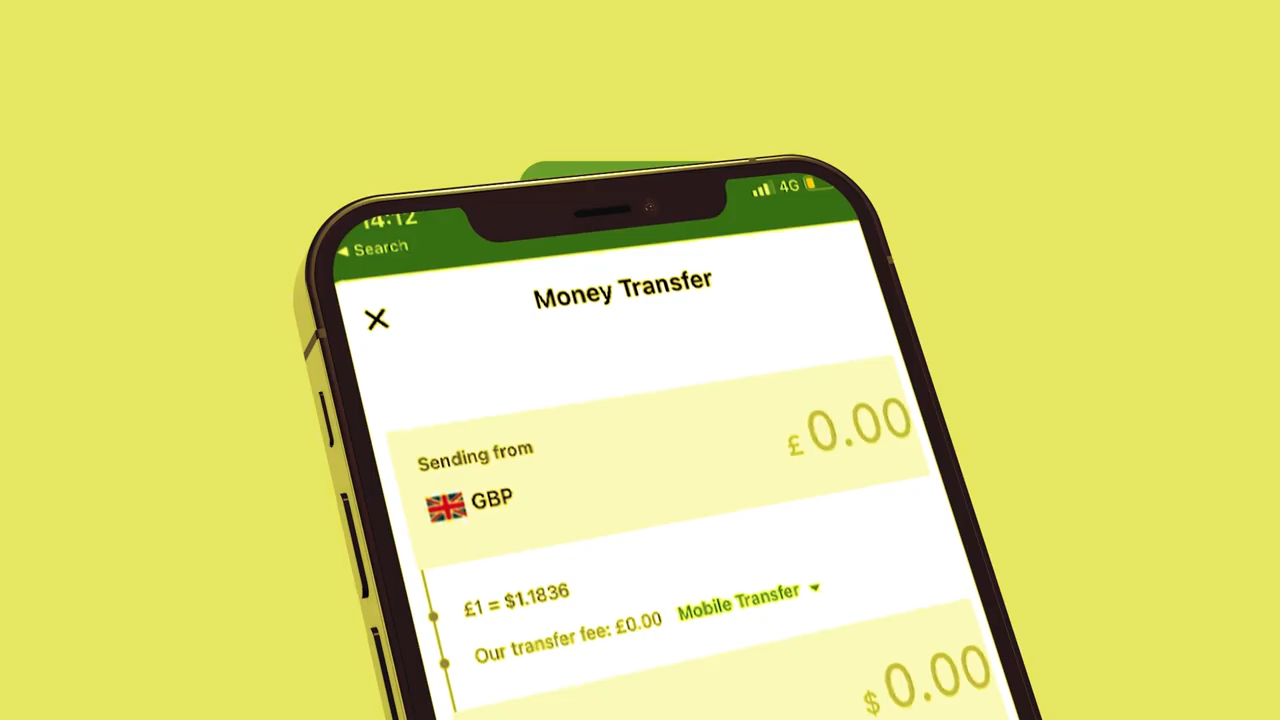 14:12
4G
◀ Search
Money Transfer
Sending from
£ 0.00
GBP
£1 = $1.1836
Our transfer fee: £0.00 Mobile Transfer
$ 0.00